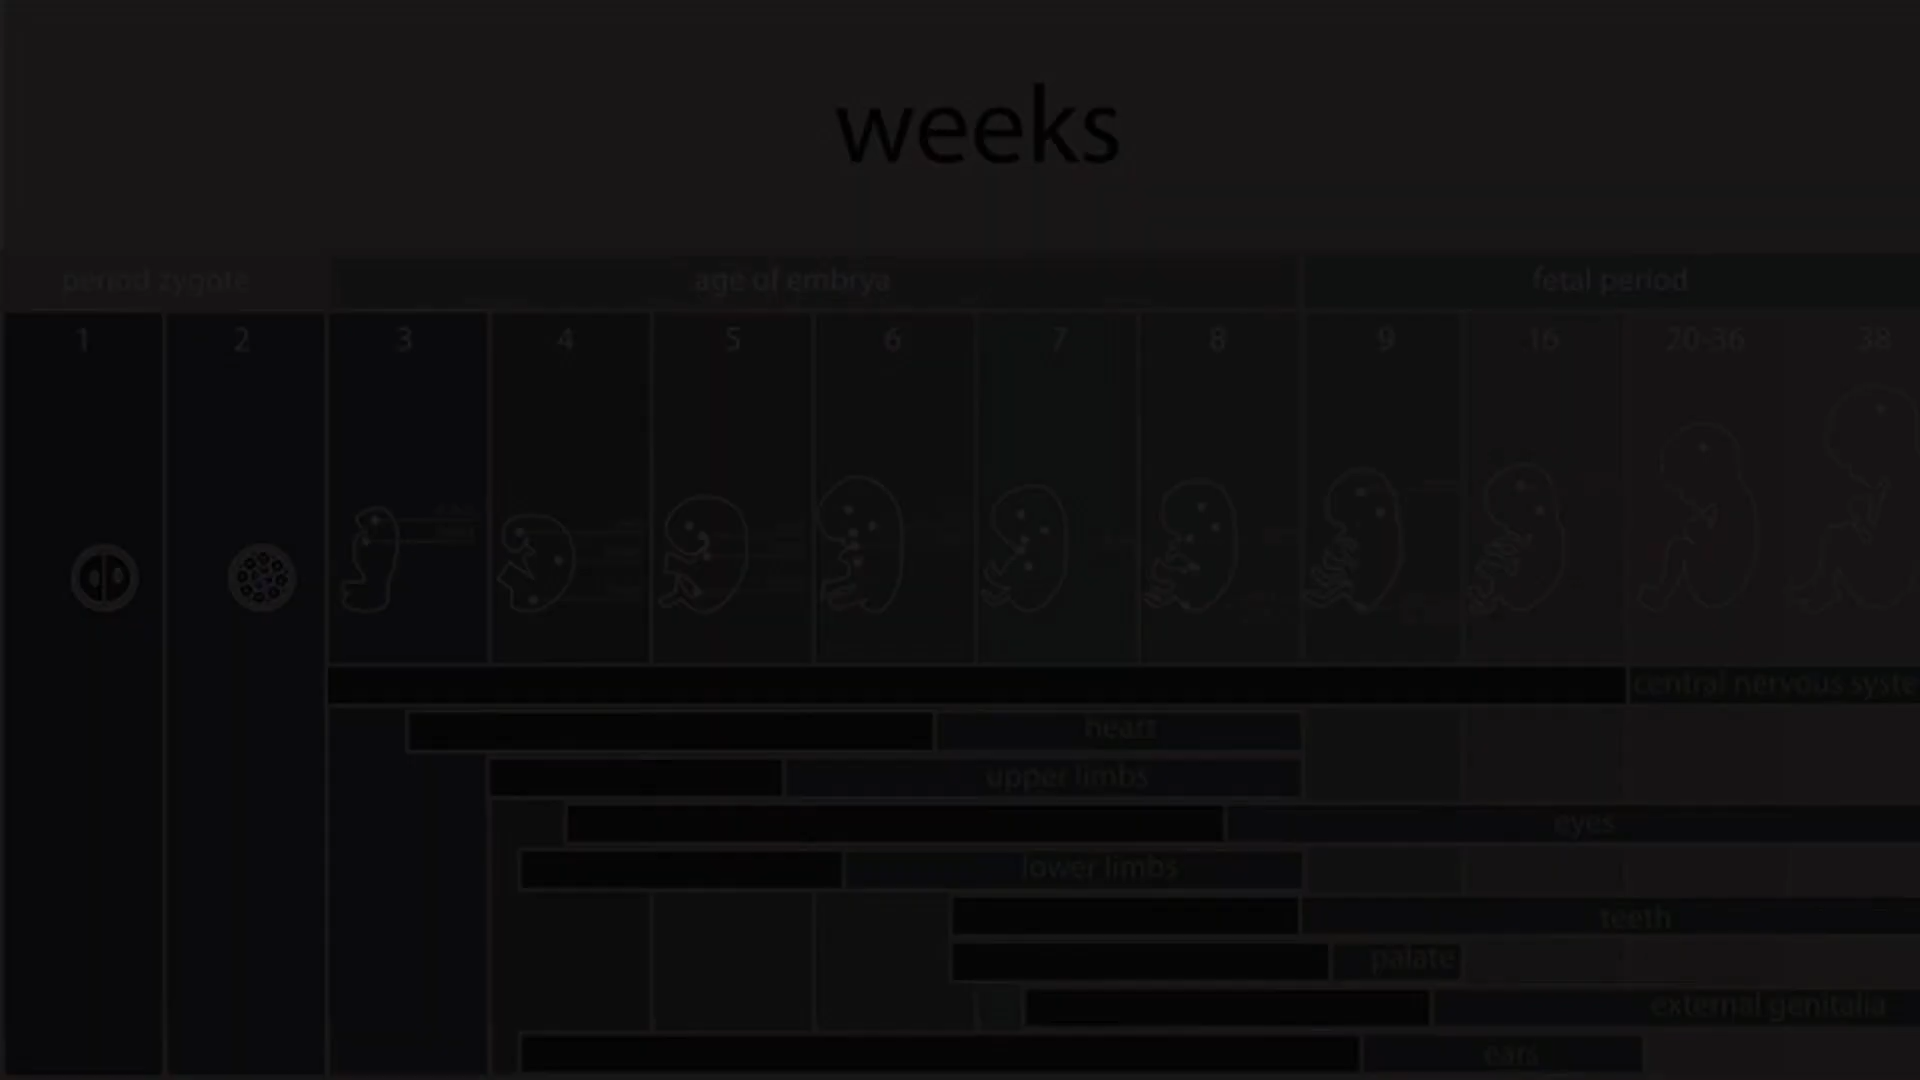 weeks
period zygote age of embrya fetal period
1 2 3 4 5 6 7 8 9 16 20-36 38
central nervous syste
heart
upper limbs
eyes
lower limbs
teeth
palate
external genitalia
ears